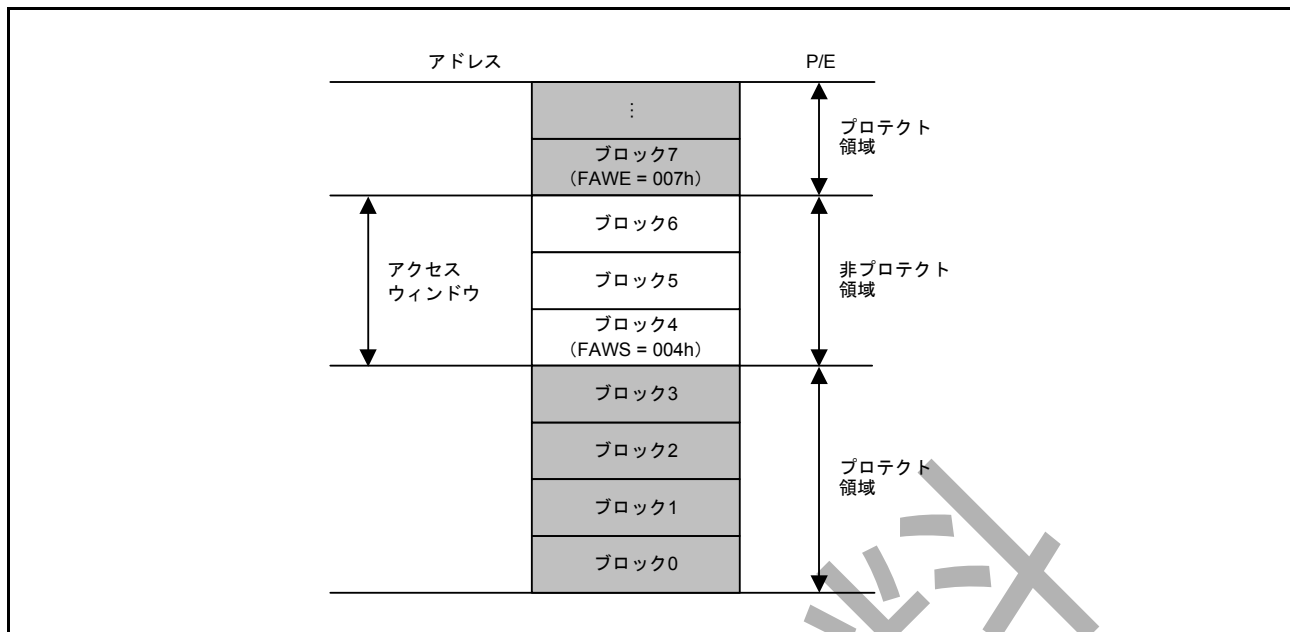 アドレス
P/E
⋮
プロテクト
領域
ブロック7
（FAWE = 007h）
ブロック6
アクセス
ウィンドウ
ブロック5
非プロテクト
領域
ブロック4
（FAWS = 004h）
ブロック3
ブロック2
プロテクト
領域
ブロック1
ブロック0